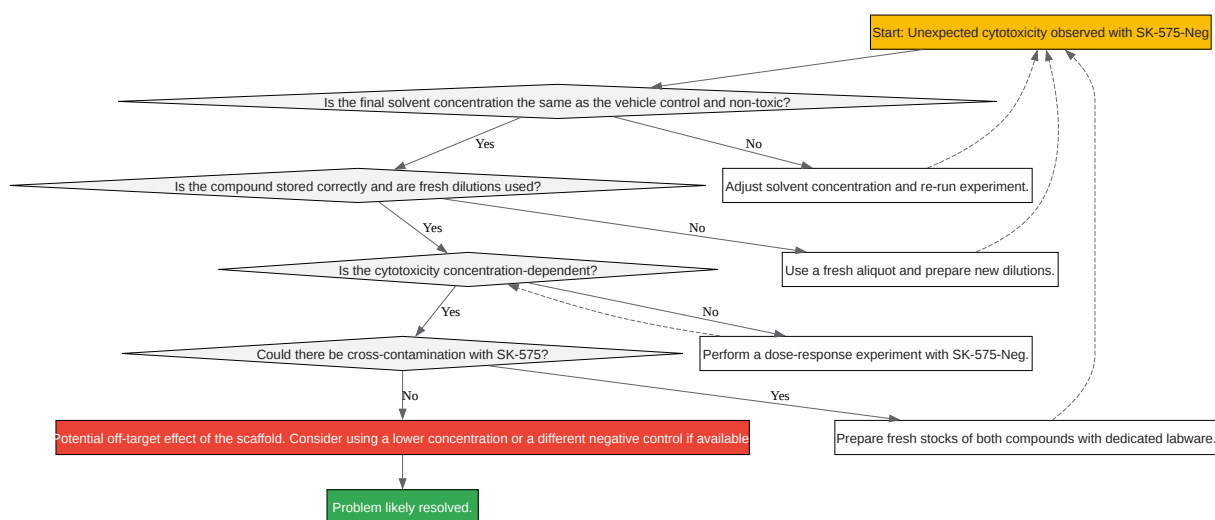 Start: Unexpected cytotoxicity observed with SK-575-Neg
Is the final solvent concentration the same as the vehicle control and non-toxic?
Yes
No
Is the compound stored correctly and are fresh dilutions used?
Adjust solvent concentration and re-run experiment.
Yes
No
Is the cytotoxicity concentration-dependent?
Use a fresh aliquot and prepare new dilutions.
Yes
No
Could there be cross-contamination with SK-575?
Perform a dose-response experiment with SK-575-Neg.
No
Yes
Potential off-target effect of the scaffold. Consider using a lower concentration or a different negative control if available
Prepare fresh stocks of both compounds with dedicated labware.
Problem likely resolved.